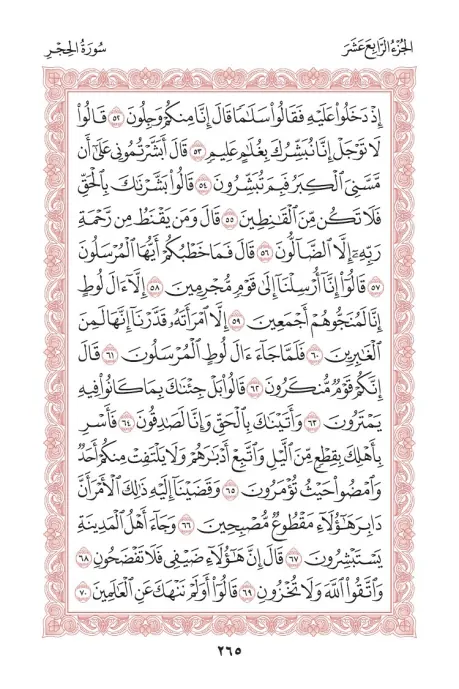 الجُزْءُ الرَّابِعَ عَشَرَ
سُورَةُ الحِجْرِ
إِذْ دَخَلُوا۟ عَلَيْهِ فَقَالُوا۟ سَلَـٰمًا قَالَ إِنَّا مِنكُمْ وَجِلُونَ ٥٢ قَالُوا۟
لَا تَوْجَلْ إِنَّا نُبَشِّرُكَ بِغُلَـٰمٍ عَلِيمٍ ٥٣ قَالَ أَبَشَّرْتُمُونِى عَلَىٰٓ أَن
مَّسَّنِىَ ٱلْكِبَرُ فَبِمَ تُبَشِّرُونَ ٥٤ قَالُوا۟ بَشَّرْنَـٰكَ بِٱلْحَقِّ
فَلَا تَكُن مِّنَ ٱلْقَـٰنِطِينَ ٥٥ قَالَ وَمَن يَقْنَطُ مِن رَّحْمَةِ
رَبِّهِۦٓ إِلَّا ٱلضَّآلُّونَ ٥٦ قَالَ فَمَا خَطْبُكُمْ أَيُّهَا ٱلْمُرْسَلُونَ
٥٧ قَالُوٓا۟ إِنَّآ أُرْسِلْنَآ إِلَىٰ قَوْمٍ مُّجْرِمِينَ ٥٨ إِلَّآ ءَالَ لُوطٍ
إِنَّا لَمُنَجُّوهُمْ أَجْمَعِينَ ٥٩ إِلَّا ٱمْرَأَتَهُۥ قَدَّرْنَآ إِنَّهَا لَمِنَ
ٱلْغَـٰبِرِينَ ٦٠ فَلَمَّا جَآءَ ءَالَ لُوطٍ ٱلْمُرْسَلُونَ ٦١ قَالَ
إِنَّكُمْ قَوْمٌ مُّنكَرُونَ ٦٢ قَالُوا۟ بَلْ جِئْنَـٰكَ بِمَا كَانُوا۟ فِيهِ
يَمْتَرُونَ ٦٣ وَأَتَيْنَـٰكَ بِٱلْحَقِّ وَإِنَّا لَصَـٰدِقُونَ ٦٤ فَأَسْرِ
بِأَهْلِكَ بِقِطْعٍ مِّنَ ٱلَّيْلِ وَٱتَّبِعْ أَدْبَـٰرَهُمْ وَلَا يَلْتَفِتْ مِنكُمْ أَحَدٌ
وَٱمْضُوا۟ حَيْثُ تُؤْمَرُونَ ٦٥ وَقَضَيْنَآ إِلَيْهِ ذَٰلِكَ ٱلْأَمْرَ أَنَّ
دَابِرَ هَـٰٓؤُلَآءِ مَقْطُوعٌ مُّصْبِحِينَ ٦٦ وَجَآءَ أَهْلُ ٱلْمَدِينَةِ
يَسْتَبْشِرُونَ ٦٧ قَالَ إِنَّ هَـٰٓؤُلَآءِ ضَيْفِى فَلَا تَفْضَحُونِ ٦٨
وَٱتَّقُوا۟ ٱللَّهَ وَلَا تُخْزُونِ ٦٩ قَالُوٓا۟ أَوَلَمْ نَنْهَكَ عَنِ ٱلْعَـٰلَمِينَ ٧٠
٢٦٥